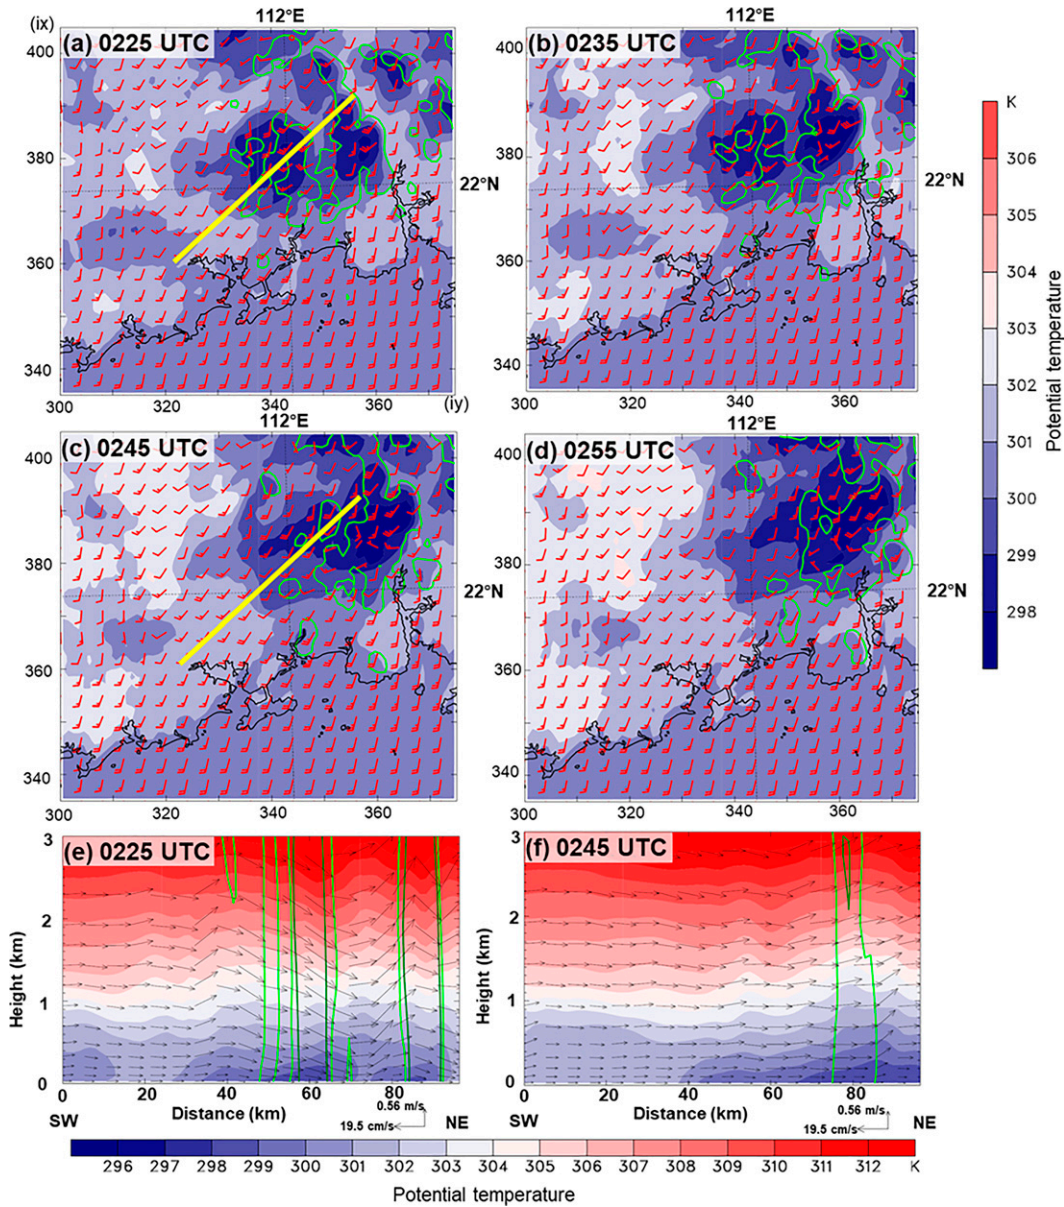 (ix)
112°E
112°E
(a) 0225 UTC
(b) 0235 UTC
400
380
360
340
300
320
340
360
(iy)
22°N
400
380
360
340
300
320
340
360
22°N
K
306
305
304
303
302
301
300
299
298
Potential temperature
112°E
112°E
(c) 0245 UTC
(d) 0255 UTC
400
380
360
340
300
320
340
360
22°N
400
380
360
340
300
320
340
360
22°N
(e) 0225 UTC
(f) 0245 UTC
3
2
1
0
Height (km)
0
20
40
60
80
Distance (km)
SW
NE
0.56 m/s
19.5 cm/s
3
2
1
0
Height (km)
0
20
40
60
80
Distance (km)
SW
NE
0.56 m/s
19.5 cm/s
296
297
298
299
300
301
302
303
304
305
306
307
308
309
310
311
312
K
Potential temperature